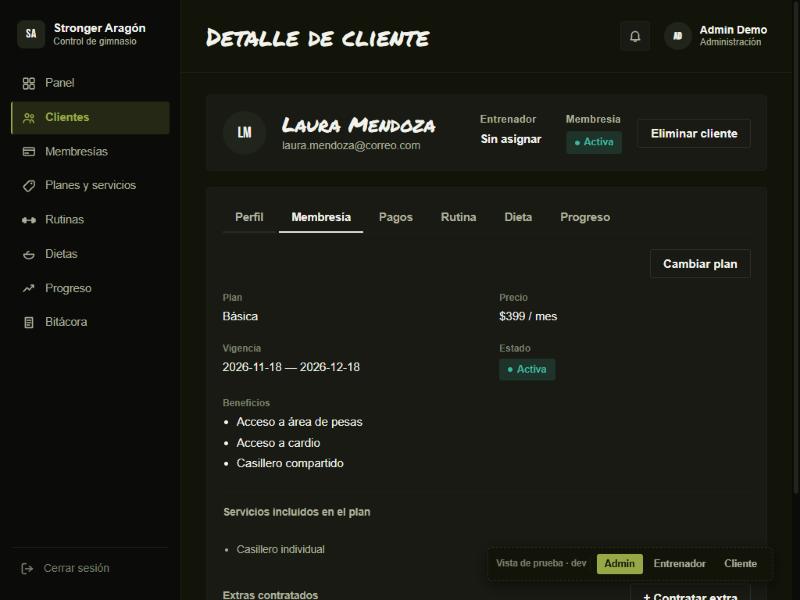 SA
Stronger Aragón
Control de gimnasio
Panel
Clientes
Membresías
Planes y servicios
Rutinas
Dietas
Progreso
Bitácora
Cerrar sesión
Detalle de cliente
AD
Admin Demo
Administración
LM
Laura Mendoza
laura.mendoza@correo.com
Entrenador
Sin asignar
Membresía
Activa
Eliminar cliente
Perfil
Membresía
Pagos
Rutina
Dieta
Progreso
Cambiar plan
Plan
Básica
Precio
$399 / mes
Vigencia
2026-11-18 — 2026-12-18
Estado
Activa
Beneficios
• Acceso a área de pesas
• Acceso a cardio
• Casillero compartido
Servicios incluidos en el plan
• Casillero individual
Vista de prueba · dev
Admin
Entrenador
Cliente
Extras contratados
+ Contratar extra